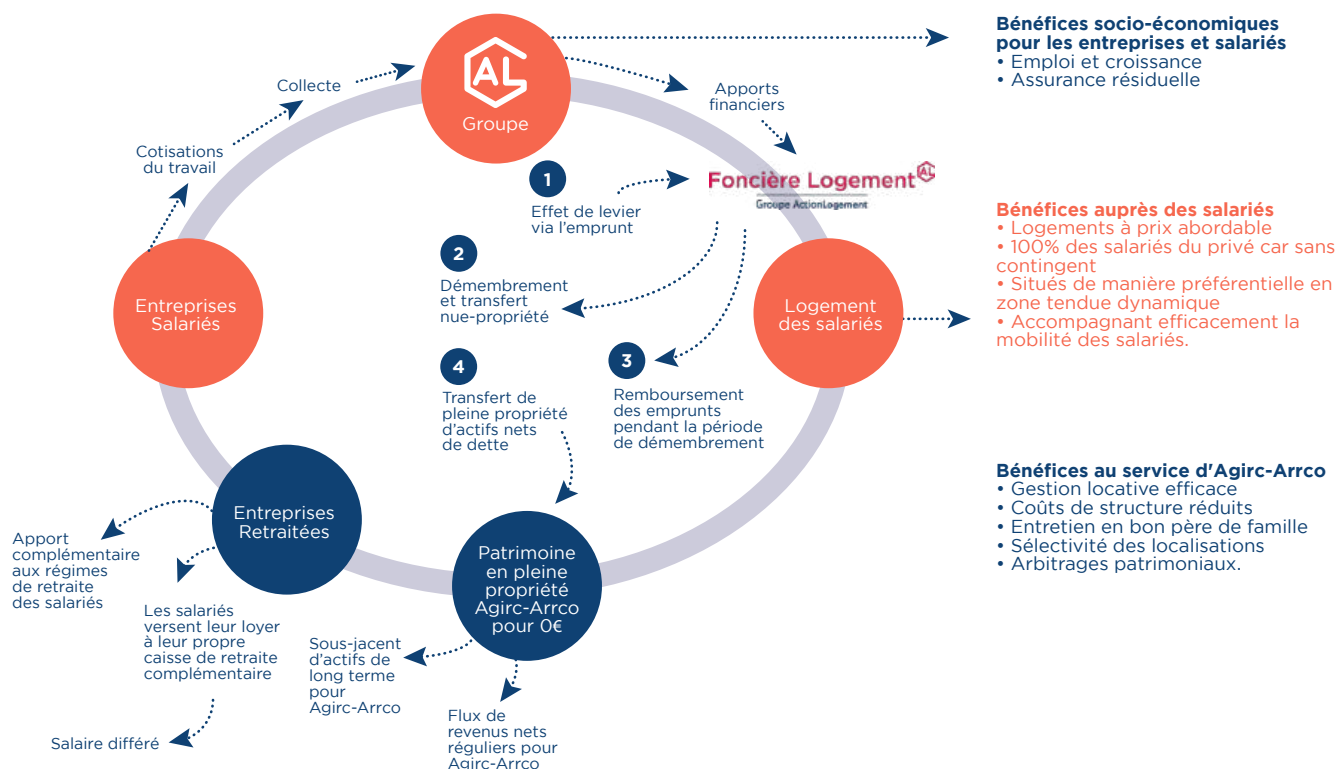 AL
Groupe
Collecte
Cotisations
du travail
Entreprises
Salariés
Apports
financiers
Foncière Logement AL
Groupe ActionLogement
1
Effet de levier
via l'emprunt
2
Démembrement
et transfert
nue-propriété
3
Remboursement
des emprunts
pendant la période
de démembrement
4
Transfert de
pleine propriété
d'actifs nets
de dette
Logement
des salariés
Patrimoine
en pleine
propriété
Agirc-Arrco
pour 0€
Sous-jacent
d'actifs de
long terme
pour
Agirc-Arrco
Flux de
revenus nets
réguliers pour
Agirc-Arrco
Entreprises
Retraitées
Apport
complémentaire
aux régimes
de retraite
des salariés
Les salariés
versent leur loyer
à leur propre
caisse de retraite
complémentaire
Salaire différé
Bénéfices socio-économiques
pour les entreprises et salariés
• Emploi et croissance
• Assurance résiduelle
Bénéfices auprès des salariés
• Logements à prix abordable
• 100% des salariés du privé car sans
contingent
• Situés de manière préférentielle en
zone tendue dynamique
• Accompagnant efficacement la
mobilité des salariés.
Bénéfices au service d'Agirc-Arrco
• Gestion locative efficace
• Coûts de structure réduits
• Entretien en bon père de famille
• Sélectivité des localisations
• Arbitrages patrimoniaux.